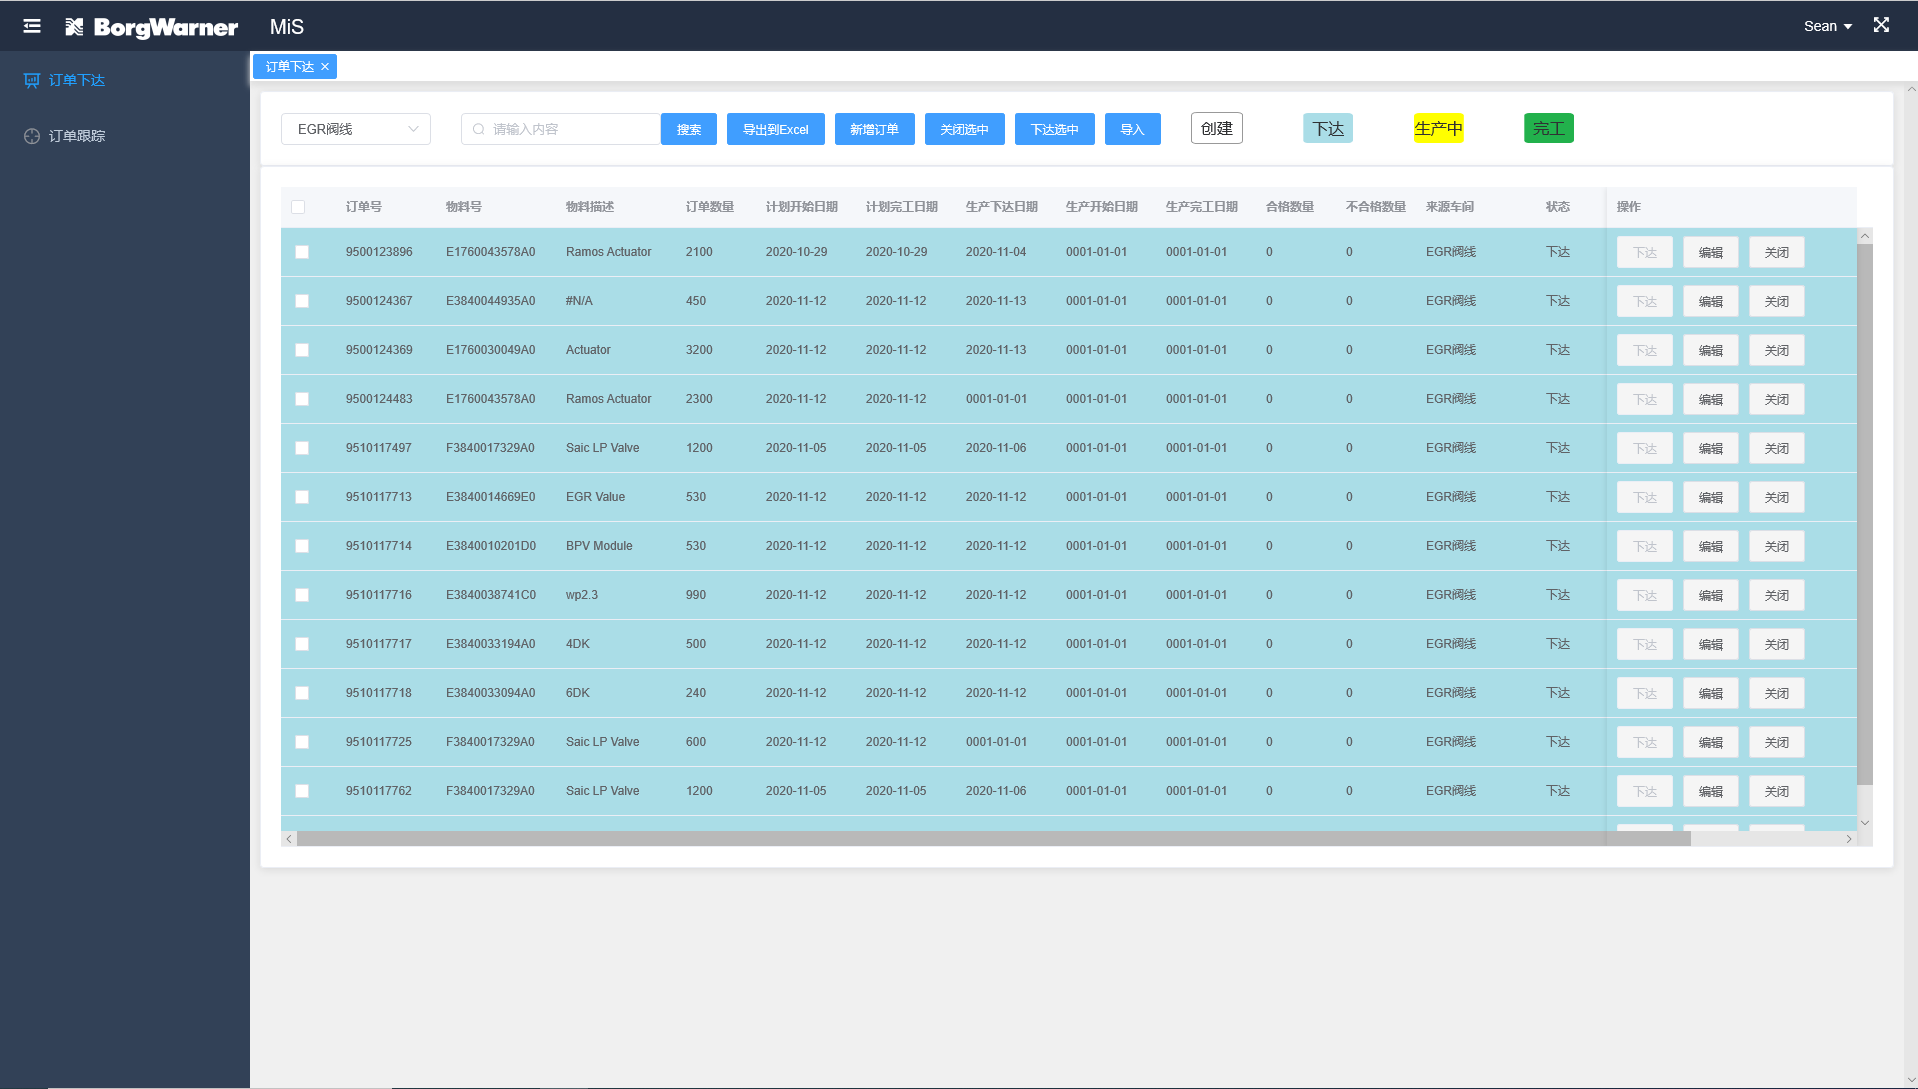 BorgWarner MiS Sean
订单下达 ×
订单下达
订单跟踪
EGR阀线 请输入内容 搜索 导出到Excel 新增订单 关闭选中 下达选中 导入 创建 下达 生产中 完工
订单号 物料号 物料描述 订单数量 计划开始日期 计划完工日期 生产下达日期 生产开始日期 生产完工日期 合格数量 不合格数量 来源车间 状态 操作
9500123896 E1760043578A0 Ramos Actuator 2100 2020-10-29 2020-10-29 2020-11-04 0001-01-01 0001-01-01 0 0 EGR阀线 下达 下达 编辑 关闭
9500124367 E3840044935A0 #N/A 450 2020-11-12 2020-11-12 2020-11-13 0001-01-01 0001-01-01 0 0 EGR阀线 下达 下达 编辑 关闭
9500124369 E1760030049A0 Actuator 3200 2020-11-12 2020-11-12 2020-11-13 0001-01-01 0001-01-01 0 0 EGR阀线 下达 下达 编辑 关闭
9500124483 E1760043578A0 Ramos Actuator 2300 2020-11-12 2020-11-12 0001-01-01 0001-01-01 0001-01-01 0 0 EGR阀线 下达 下达 编辑 关闭
9510117497 F3840017329A0 Saic LP Valve 1200 2020-11-05 2020-11-05 2020-11-06 0001-01-01 0001-01-01 0 0 EGR阀线 下达 下达 编辑 关闭
9510117713 E3840014669E0 EGR Value 530 2020-11-12 2020-11-12 2020-11-12 0001-01-01 0001-01-01 0 0 EGR阀线 下达 下达 编辑 关闭
9510117714 E3840010201D0 BPV Module 530 2020-11-12 2020-11-12 2020-11-12 0001-01-01 0001-01-01 0 0 EGR阀线 下达 下达 编辑 关闭
9510117716 E3840038741C0 wp2.3 990 2020-11-12 2020-11-12 2020-11-12 0001-01-01 0001-01-01 0 0 EGR阀线 下达 下达 编辑 关闭
9510117717 E3840033194A0 4DK 500 2020-11-12 2020-11-12 2020-11-12 0001-01-01 0001-01-01 0 0 EGR阀线 下达 下达 编辑 关闭
9510117718 E3840033094A0 6DK 240 2020-11-12 2020-11-12 2020-11-12 0001-01-01 0001-01-01 0 0 EGR阀线 下达 下达 编辑 关闭
9510117725 F3840017329A0 Saic LP Valve 600 2020-11-12 2020-11-12 0001-01-01 0001-01-01 0001-01-01 0 0 EGR阀线 下达 下达 编辑 关闭
9510117762 F3840017329A0 Saic LP Valve 1200 2020-11-05 2020-11-05 2020-11-06 0001-01-01 0001-01-01 0 0 EGR阀线 下达 下达 编辑 关闭